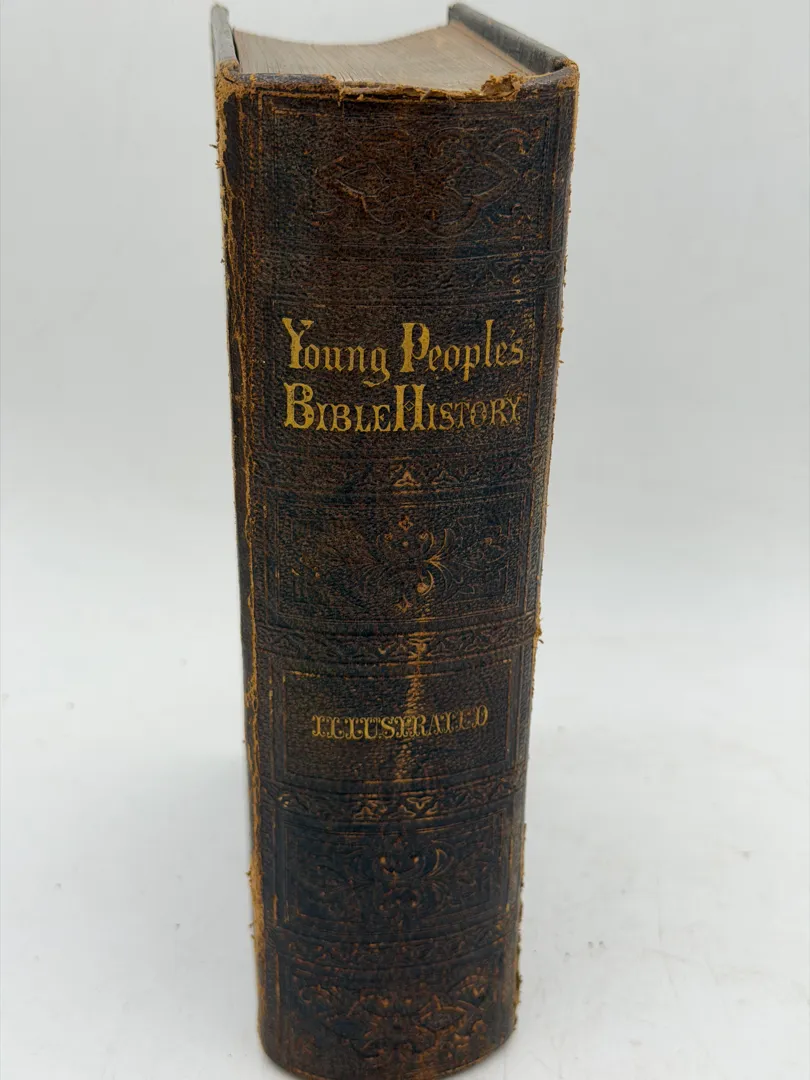 Young People's
Bible History
Illustrated